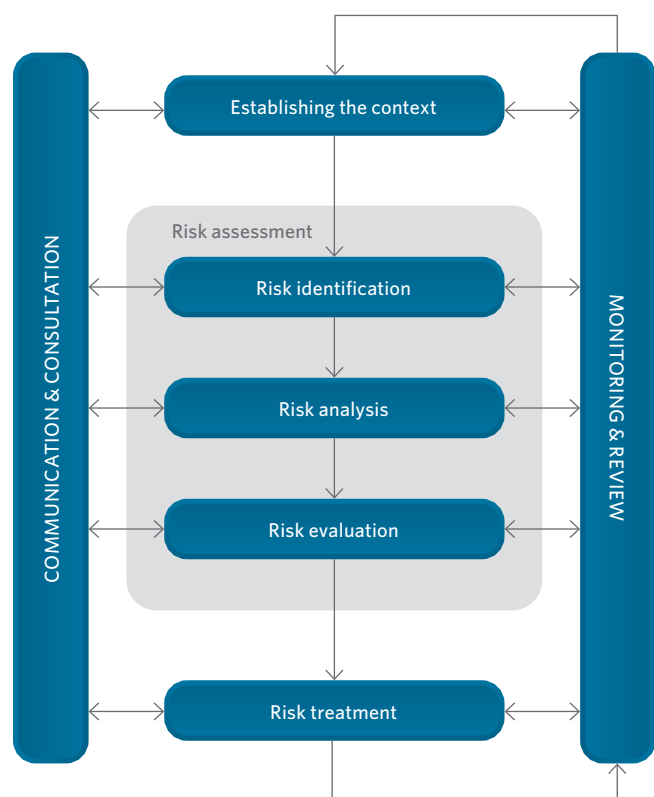 Establishing the context
Risk assessment
Risk identification
Risk analysis
Risk evaluation
Risk treatment
COMMUNICATION & CONSULTATION
MONITORING & REVIEW